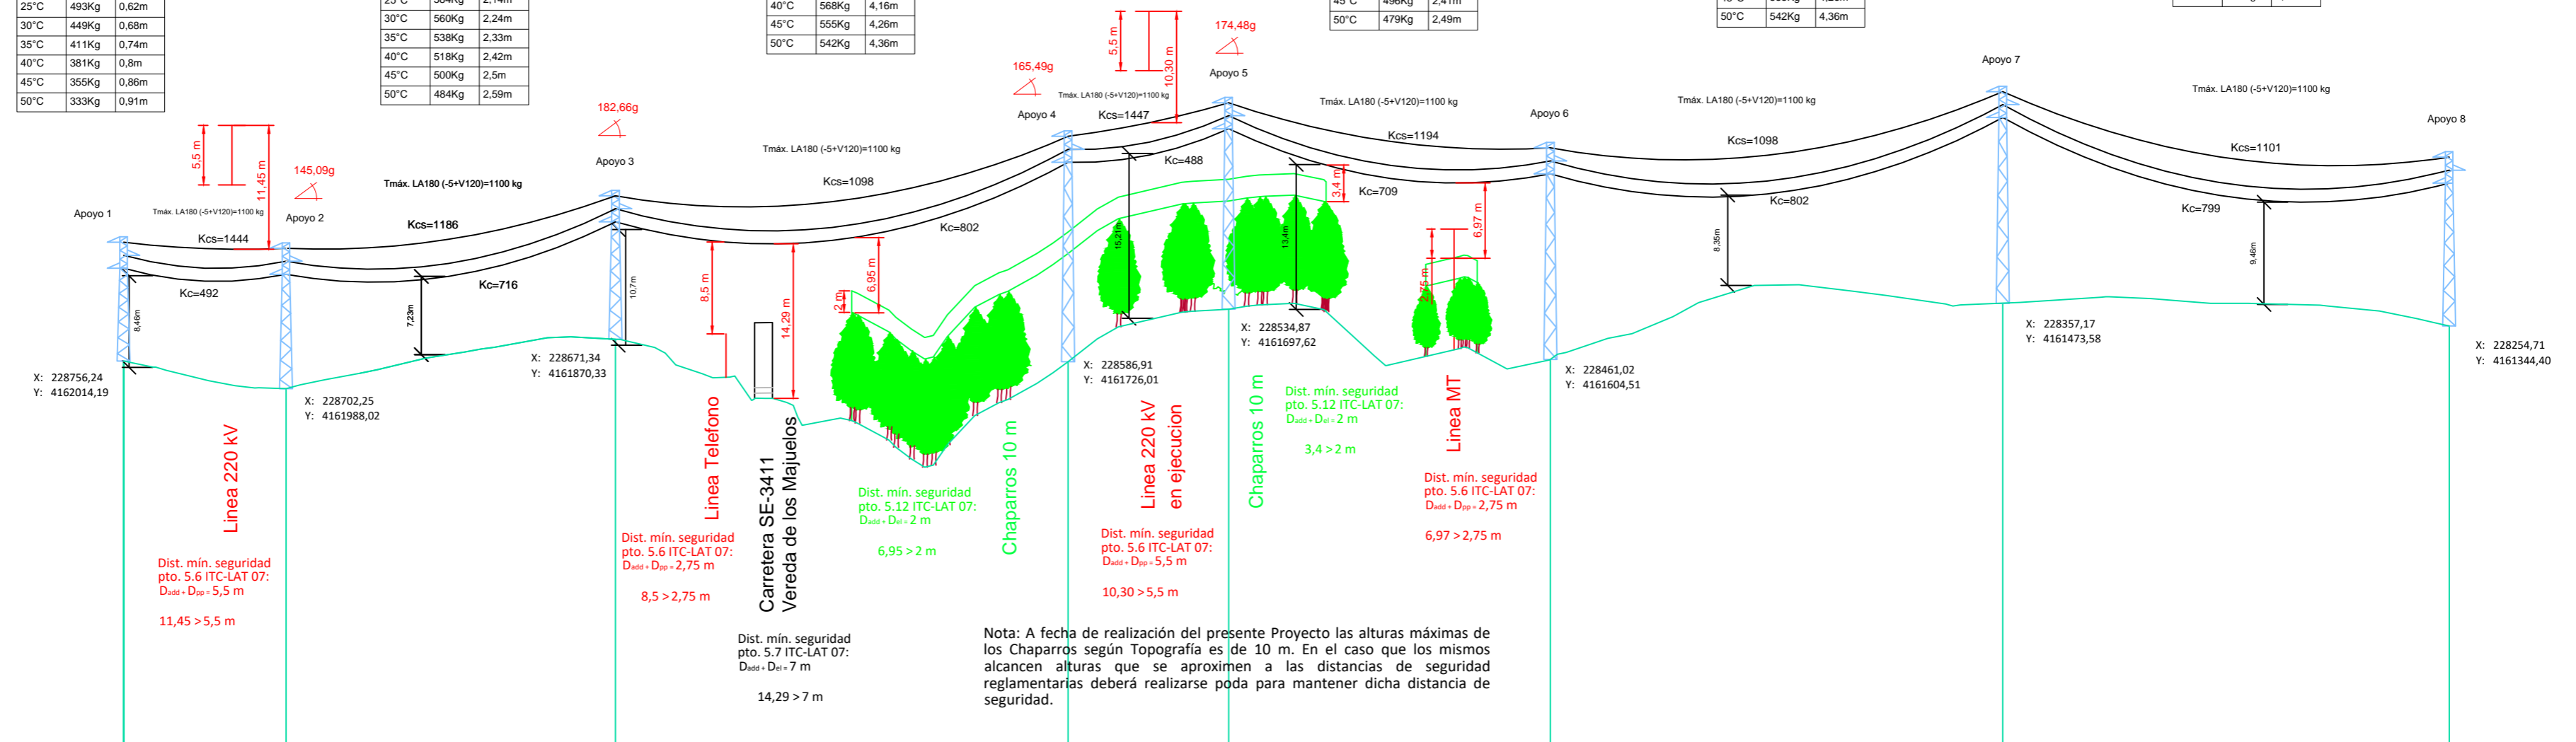 25°C 493Kg 0,62m
30°C 449Kg 0,68m
35°C 411Kg 0,74m
40°C 381Kg 0,8m
45°C 355Kg 0,86m
50°C 333Kg 0,91m
30°C 560Kg 2,24m
35°C 538Kg 2,33m
40°C 518Kg 2,42m
45°C 500Kg 2,5m
50°C 484Kg 2,59m
40°C 568Kg 4,16m
45°C 555Kg 4,26m
50°C 542Kg 4,36m
50°C 479Kg 2,49m
50°C 542Kg 4,36m
5,5 m
11,45 m
145,09g
182,66g
165,49g
5,5 m
10,30 m
174,48g
Apoyo 1
Apoyo 2
Apoyo 3
Apoyo 4
Apoyo 5
Apoyo 6
Apoyo 7
Apoyo 8
Tmáx. LA180 (-5+V120)=1100 kg
Tmáx. LA180 (-5+V120)=1100 kg
Tmáx. LA180 (-5+V120)=1100 kg
Tmáx. LA180 (-5+V120)=1100 kg
Tmáx. LA180 (-5+V120)=1100 kg
Tmáx. LA180 (-5+V120)=1100 kg
Tmáx. LA180 (-5+V120)=1100 kg
Kcs=1444
Kcs=1186
Kcs=1098
Kcs=1447
Kcs=1194
Kcs=1098
Kcs=1101
Kc=492
Kc=716
Kc=802
Kc=488
Kc=709
Kc=802
Kc=799
8,46m
7,23m
10,7m
8,5 m
14,29 m
2 m
6,95 m
15,21m
13,4m
3,4 m
2,75 m
6,97 m
8,35m
9,46m
X: 228756,24
Y: 4162014,19
X: 228702,25
Y: 4161988,02
X: 228671,34
Y: 4161870,33
X: 228586,91
Y: 4161726,01
X: 228534,87
Y: 4161697,62
X: 228461,02
Y: 4161604,51
X: 228357,17
Y: 4161473,58
X: 228254,71
Y: 4161344,40
Linea 220 kV
Dist. mín. seguridad
pto. 5.6 ITC-LAT 07:
Dadd + Dpp = 5,5 m
11,45 > 5,5 m
Linea Telefono
Dist. mín. seguridad
pto. 5.6 ITC-LAT 07:
Dadd + Dpp = 2,75 m
8,5 > 2,75 m
Carretera SE-3411
Vereda de los Majuelos
Dist. mín. seguridad
pto. 5.7 ITC-LAT 07:
Dadd + Del = 7 m
14,29 > 7 m
Chaparros 10 m
Dist. mín. seguridad
pto. 5.12 ITC-LAT 07:
Dadd + Del = 2 m
6,95 > 2 m
Linea 220 kV
en ejecucion
Dist. mín. seguridad
pto. 5.6 ITC-LAT 07:
Dadd + Dpp = 5,5 m
10,30 > 5,5 m
Chaparros 10 m
Dist. mín. seguridad
pto. 5.12 ITC-LAT 07:
Dadd + Del = 2 m
3,4 > 2 m
Linea MT
Dist. mín. seguridad
pto. 5.6 ITC-LAT 07:
Dadd + Dpp = 2,75 m
6,97 > 2,75 m
Nota: A fecha de realización del presente Proyecto las alturas máximas de
los Chaparros según Topografía es de 10 m. En el caso que los mismos
alcancen alturas que se aproximen a las distancias de seguridad
reglamentarias deberá realizarse poda para mantener dicha distancia de
seguridad.